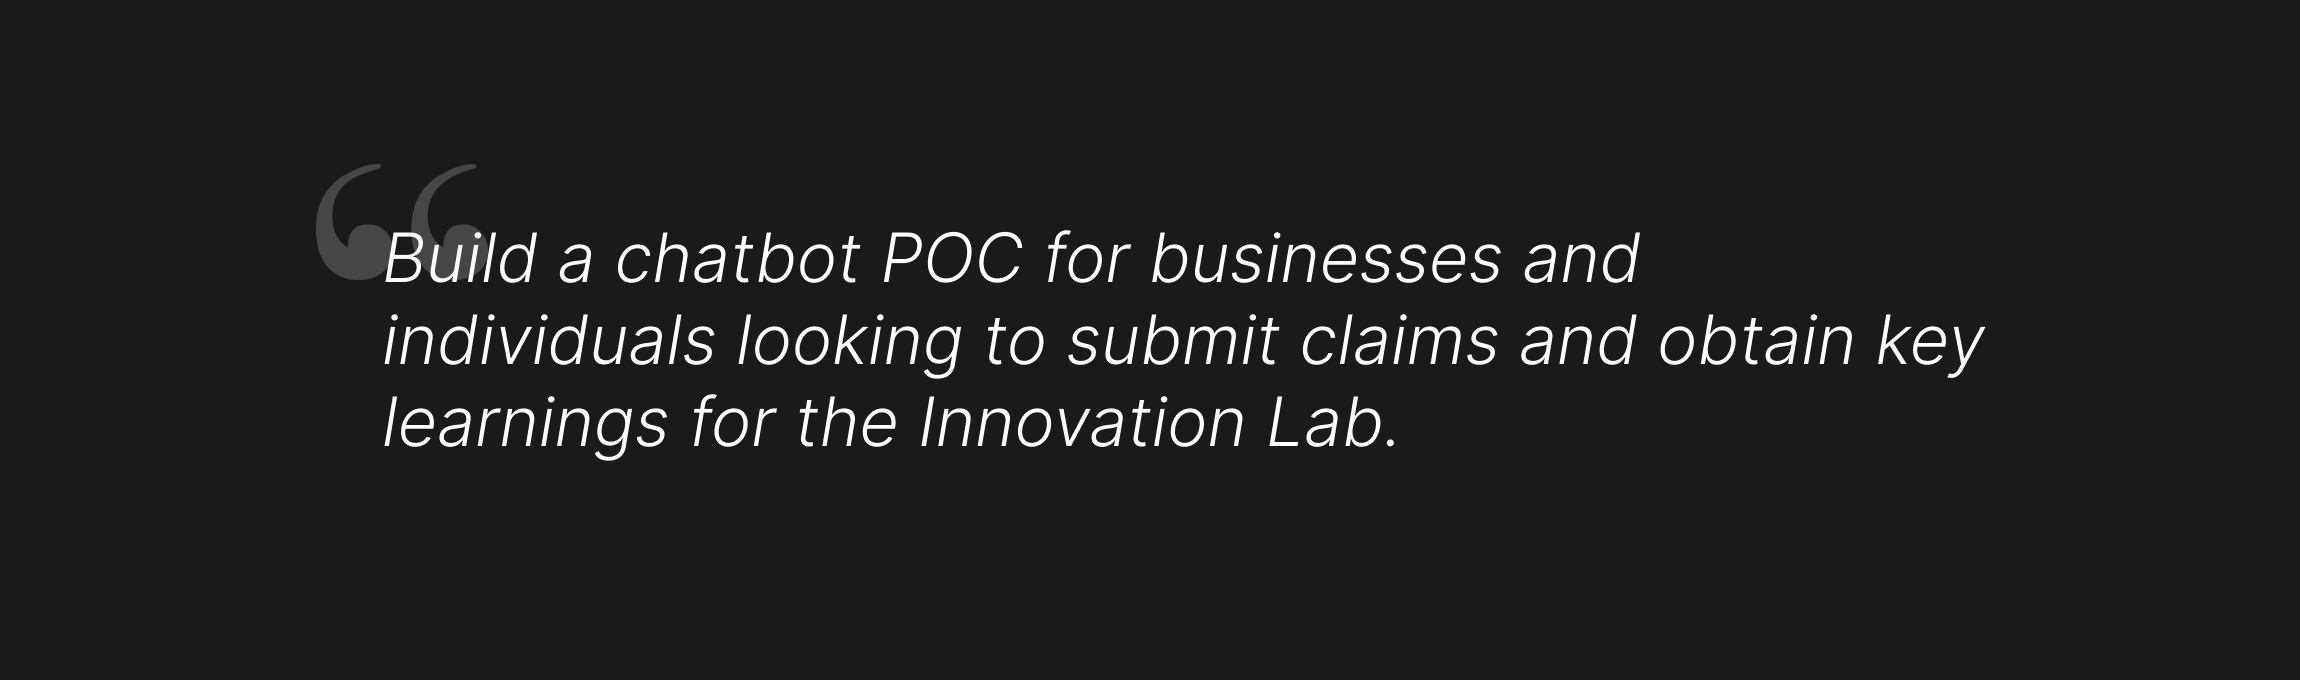 “
Build a chatbot POC for businesses and
individuals looking to submit claims and obtain key
learnings for the Innovation Lab.